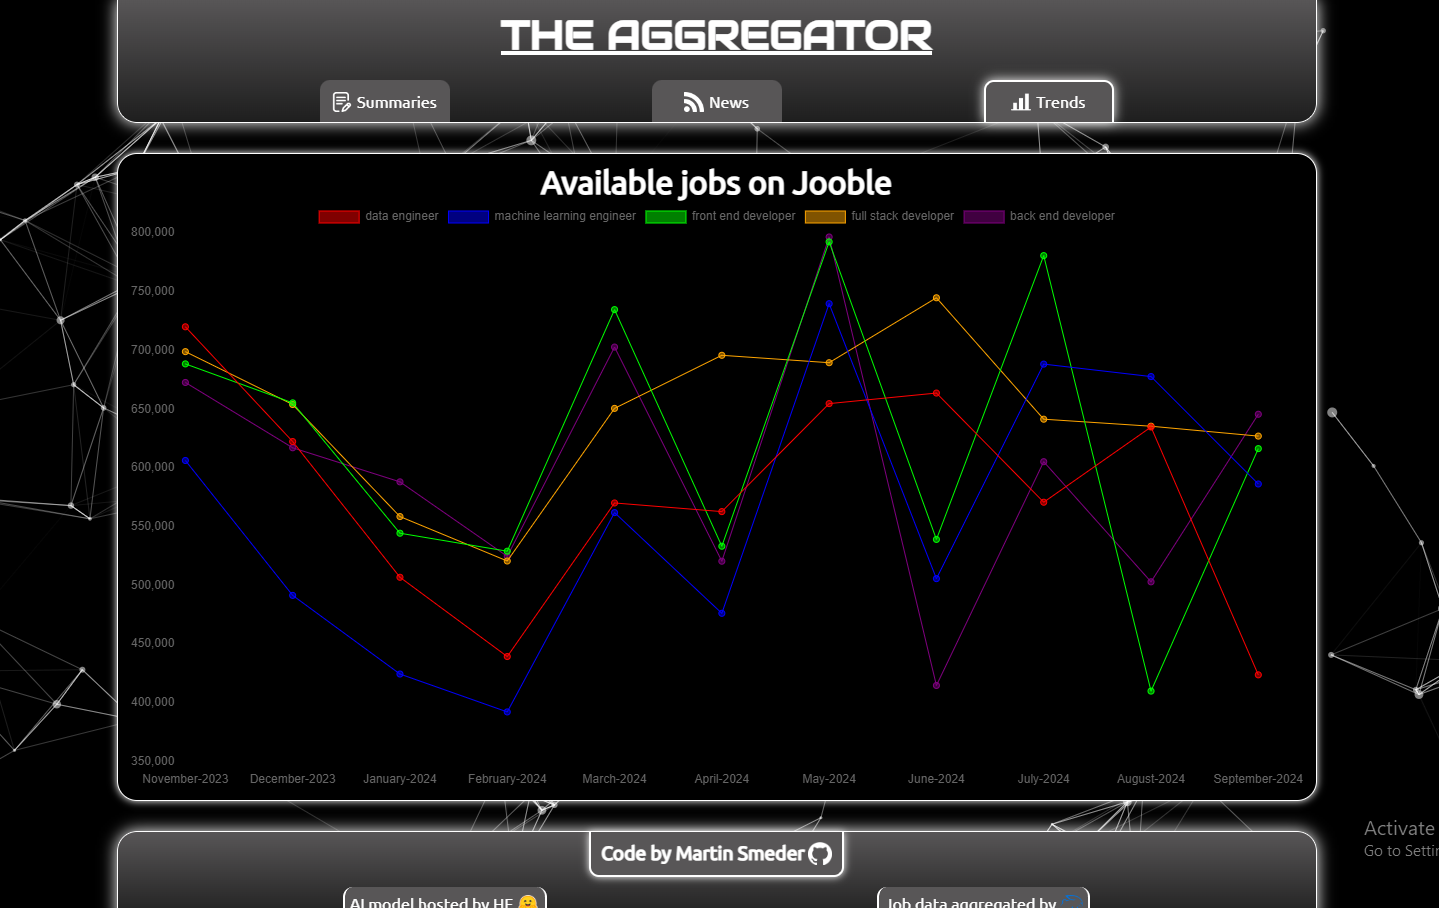 THE AGGREGATOR
Summaries
News
Trends
Available jobs on Jooble
data engineer machine learning engineer front end developer full stack developer back end developer
800,000
750,000
700,000
650,000
600,000
550,000
500,000
450,000
400,000
350,000
November-2023 December-2023 January-2024 February-2024 March-2024 April-2024 May-2024 June-2024 July-2024 August-2024 September-2024
Activate
Go to Settin
Code by Martin Smeder
AI model hosted by HF
Job data aggregated by